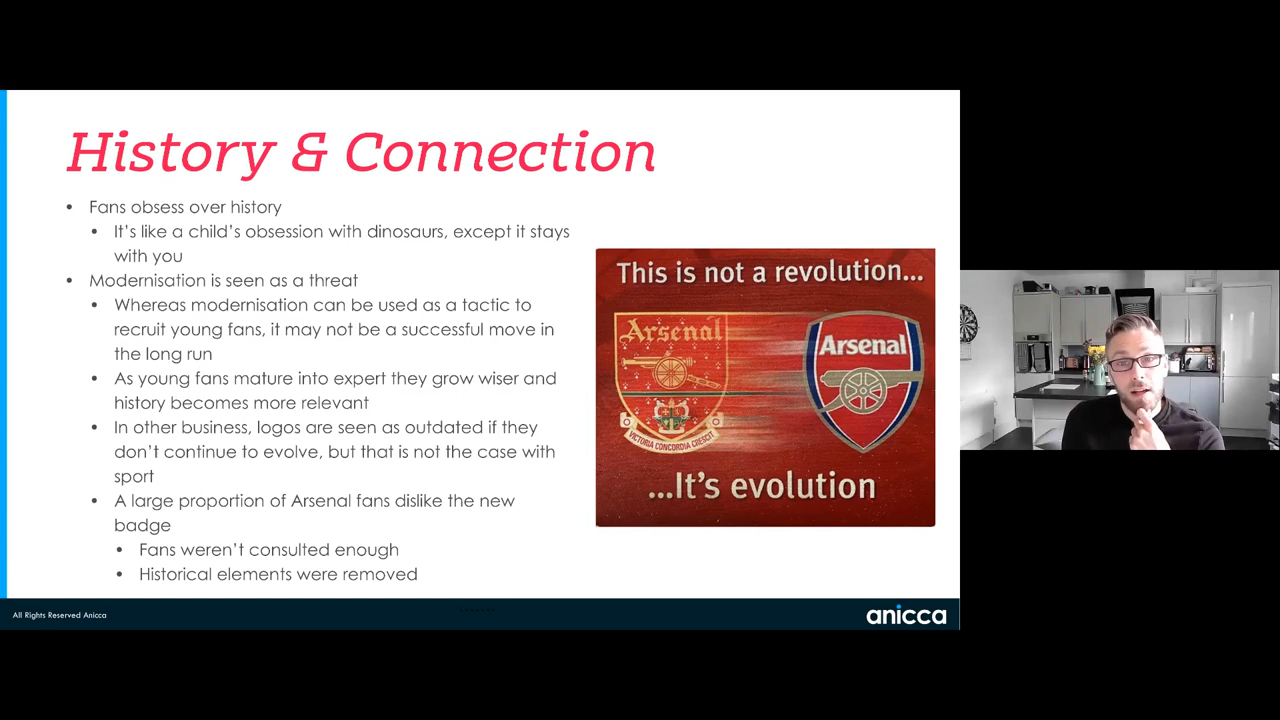 History & Connection
• Fans obsess over history
• It's like a child's obsession with dinosaurs, except it stays
with you
• Modernisation is seen as a threat
• Whereas modernisation can be used as a tactic to
recruit young fans, it may not be a successful move in
the long run
• As young fans mature into expert they grow wiser and
history becomes more relevant
• In other business, logos are seen as outdated if they
don't continue to evolve, but that is not the case with
sport
• A large proportion of Arsenal fans dislike the new
badge
• Fans weren't consulted enough
• Historical elements were removed
This is not a revolution...
Arsenal
VICTORIA CONCORDIA CRESCIT
Arsenal
...It's evolution
All Rights Reserved Anicca
anicca